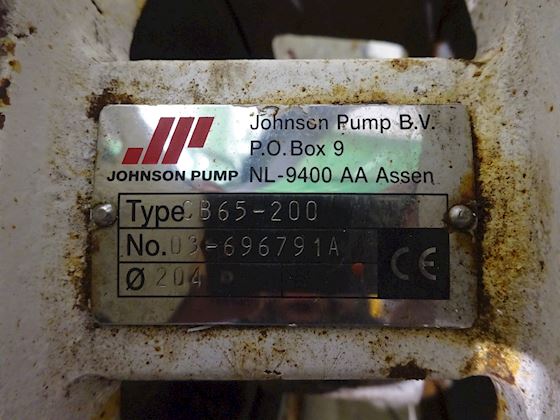 Johnson Pump B.V.
P.O.Box 9
JOHNSON PUMP NL-9400 AA Assen
Type CB65-200
No. 03-696791A
Ø 204
CE